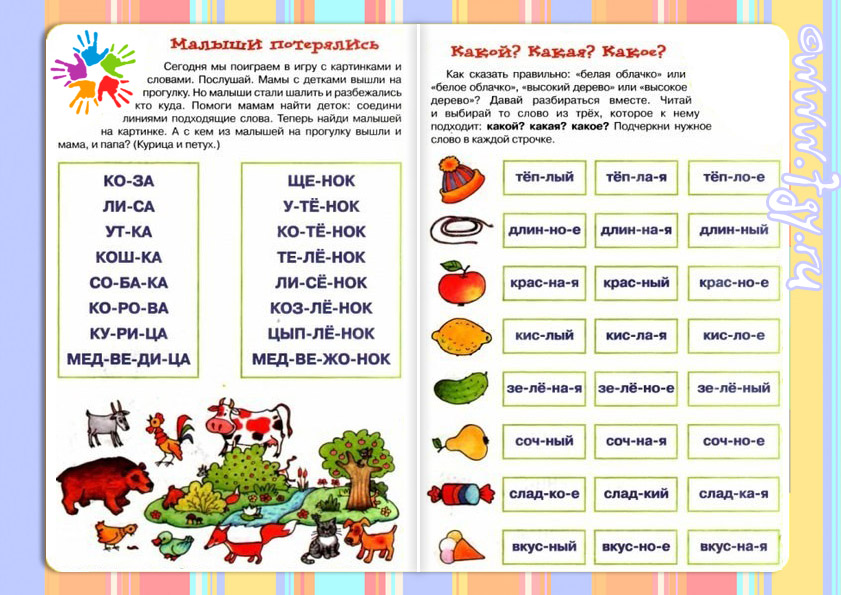 Малыши потерялись
Сегодня мы поиграем в игру с картинками и
словами. Послушай. Мамы с детками вышли на
прогулку. Но малыши стали шалить и разбежались
кто куда. Помоги мамам найти деток: соедини
линиями подходящие слова. Теперь найди малышей
на картинке. А с кем из малышей на прогулку вышли и
мама, и папа? (Курица и петух.)
КО-ЗА
ЛИ-СА
УТ-КА
КОШ-КА
СО-БА-КА
КО-РО-ВА
КУ-РИ-ЦА
МЕД-ВЕ-ДИ-ЦА
ЩЕ-НОК
У-ТЁ-НОК
КО-ТЁ-НОК
ТЕ-ЛЁ-НОК
ЛИ-СЁ-НОК
КОЗ-ЛЁ-НОК
ЦЫП-ЛЁ-НОК
МЕД-ВЕ-ЖО-НОК
Какой? Какая? Какое?
Как сказать правильно: «белая облачко» или
«белое облачко», «высокий дерево» или «высокое
дерево»? Давай разбираться вместе. Читай
и выбирай то слово из трёх, которое к нему
подходит: какой? какая? какое? Подчеркни нужное
слово в каждой строчке.
тёп-лый тёп-ла-я тёп-ло-е
длин-но-е длин-на-я длин-ный
крас-на-я крас-ный крас-но-е
кис-лый кис-ла-я кис-ло-е
зе-лё-на-я зе-лё-но-е зе-лё-ный
соч-ный соч-на-я соч-но-е
слад-ко-е слад-кий слад-ка-я
вкус-ный вкус-но-е вкус-на-я